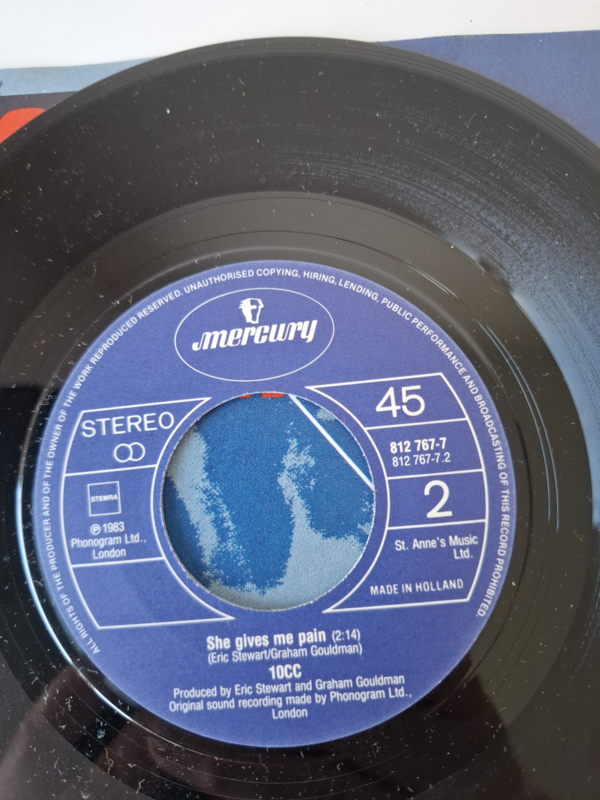 ALL RIGHTS OF THE PRODUCER AND OF THE OWNER OF THE WORK REPRODUCED RESERVED. UNAUTHORISED COPYING, HIRING, LENDING, PUBLIC PERFORMANCE AND BROADCASTING OF THIS RECORD PROHIBITED.
mercury
STEREO
STEMRA
℗ 1983
Phonogram Ltd.,
London
45
812 767-7
812 767-7.2
2
St. Anne's Music
Ltd.
MADE IN HOLLAND
She gives me pain (2:14)
(Eric Stewart/Graham Gouldman)
10CC
Produced by Eric Stewart and Graham Gouldman
Original sound recording made by Phonogram Ltd.,
London